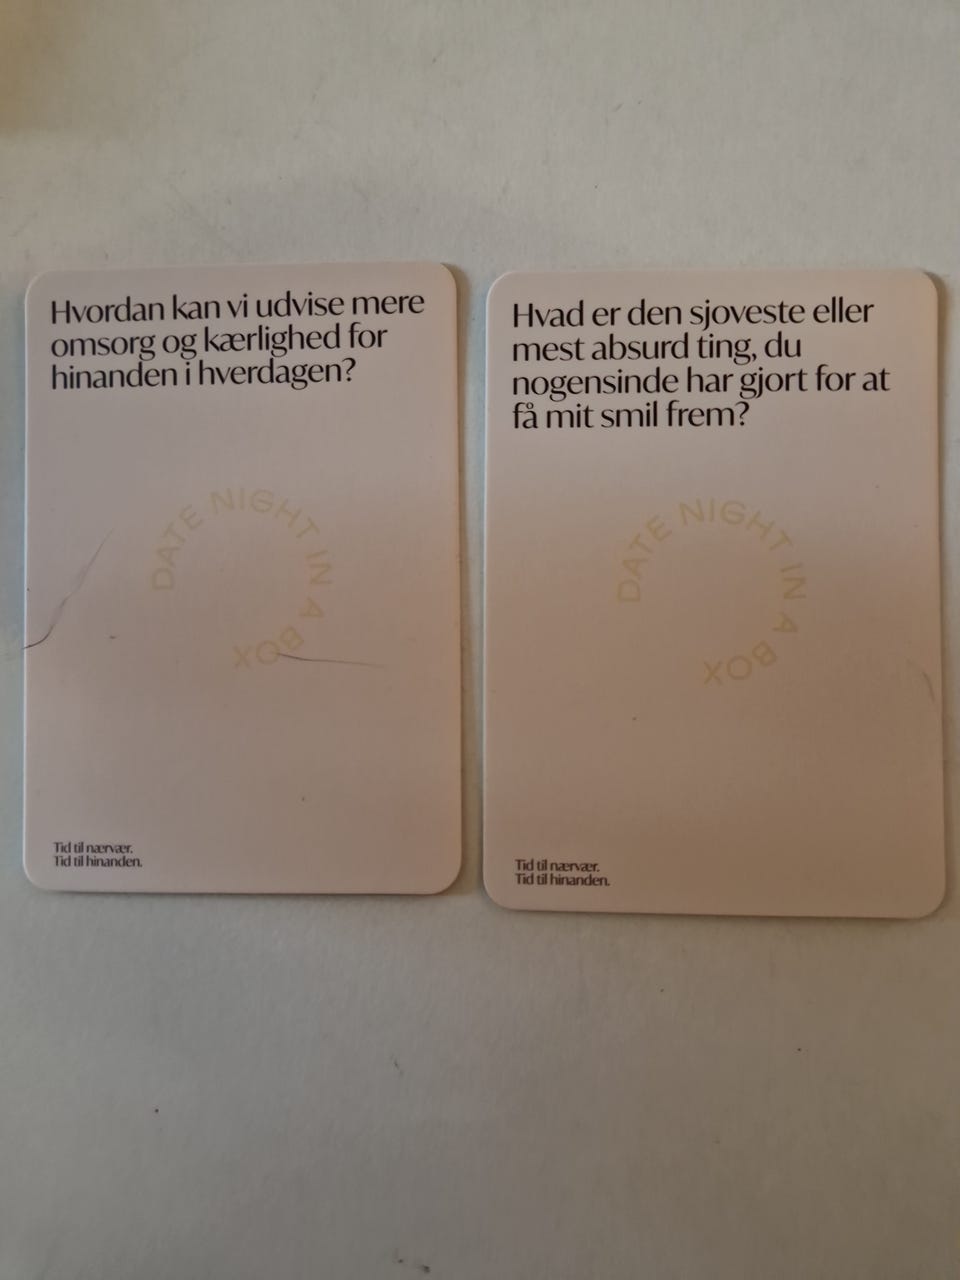 Hvordan kan vi udvise mere
omsorg og kærlighed for
hinanden i hverdagen?
DATE NIGHT IN A BOX
Tid til nærvær.
Tid til hinanden.
Hvad er den sjoveste eller
mest absurd ting, du
nogensinde har gjort for at
få mit smil frem?
DATE NIGHT IN A BOX
Tid til nærvær.
Tid til hinanden.